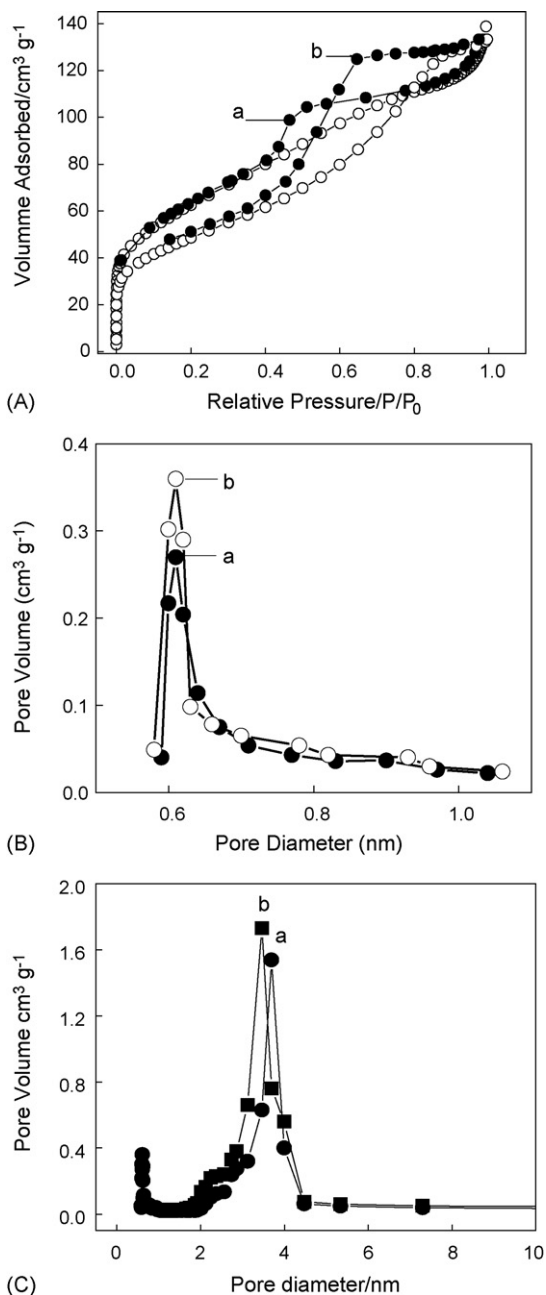 140
120
100
80
60
40
20
0
Volumme Adsorbed/cm³ g⁻¹
b
a
0.0 0.2 0.4 0.6 0.8 1.0
(A) Relative Pressure/P/P₀
0.4
0.3
0.2
0.1
0.0
Pore Volume (cm³ g⁻¹)
b
a
0.6 0.8 1.0
(B) Pore Diameter (nm)
2.0
1.6
1.2
0.8
0.4
0.0
Pore Volume cm³ g⁻¹
b
a
0 2 4 6 8 10
(C) Pore diameter/nm